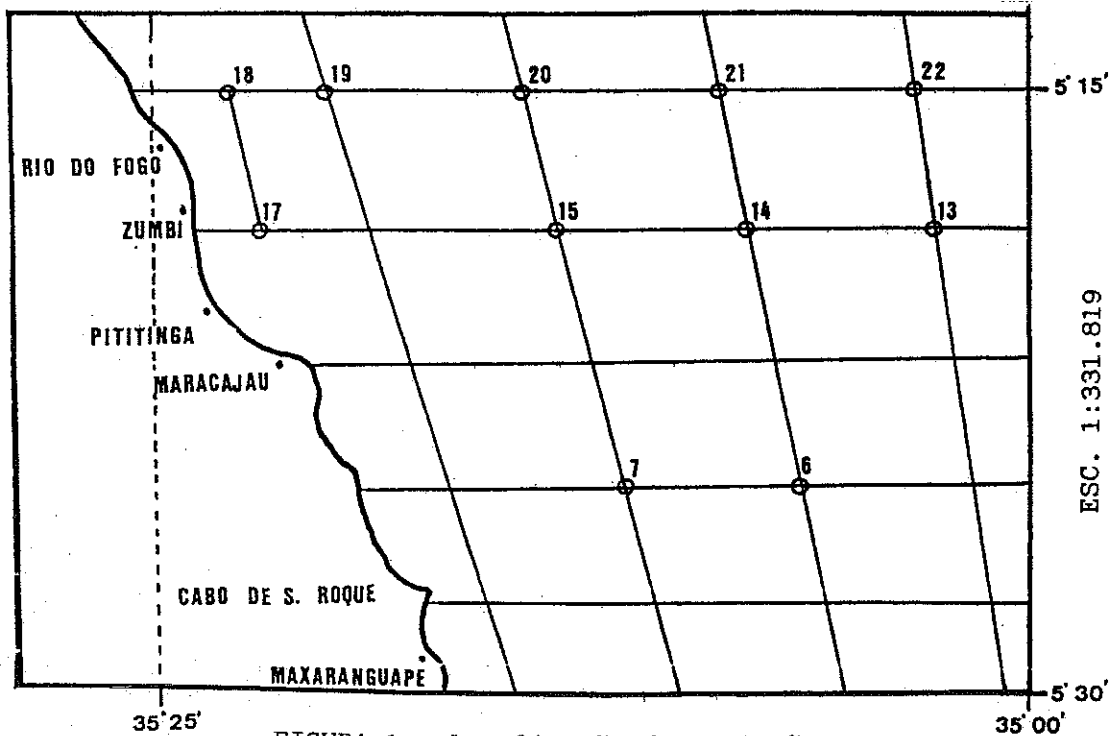 18
19
20
21
22
5° 15'
RIO DO FOGO
ZUMBI
17
15
14
13
PITITINGA
MARACAJAU
ESC. 1:331.819
7
6
CABO DE S. ROQUE
MAXARANGUAPE
5° 30'
35° 25'
35° 00'